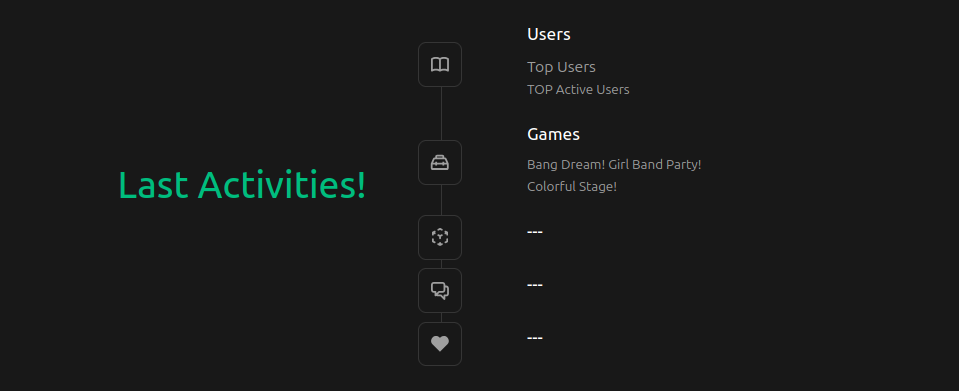 Last Activities!
Users
Top Users
TOP Active Users
Games
Bang Dream! Girl Band Party!
Colorful Stage!
---
---
---